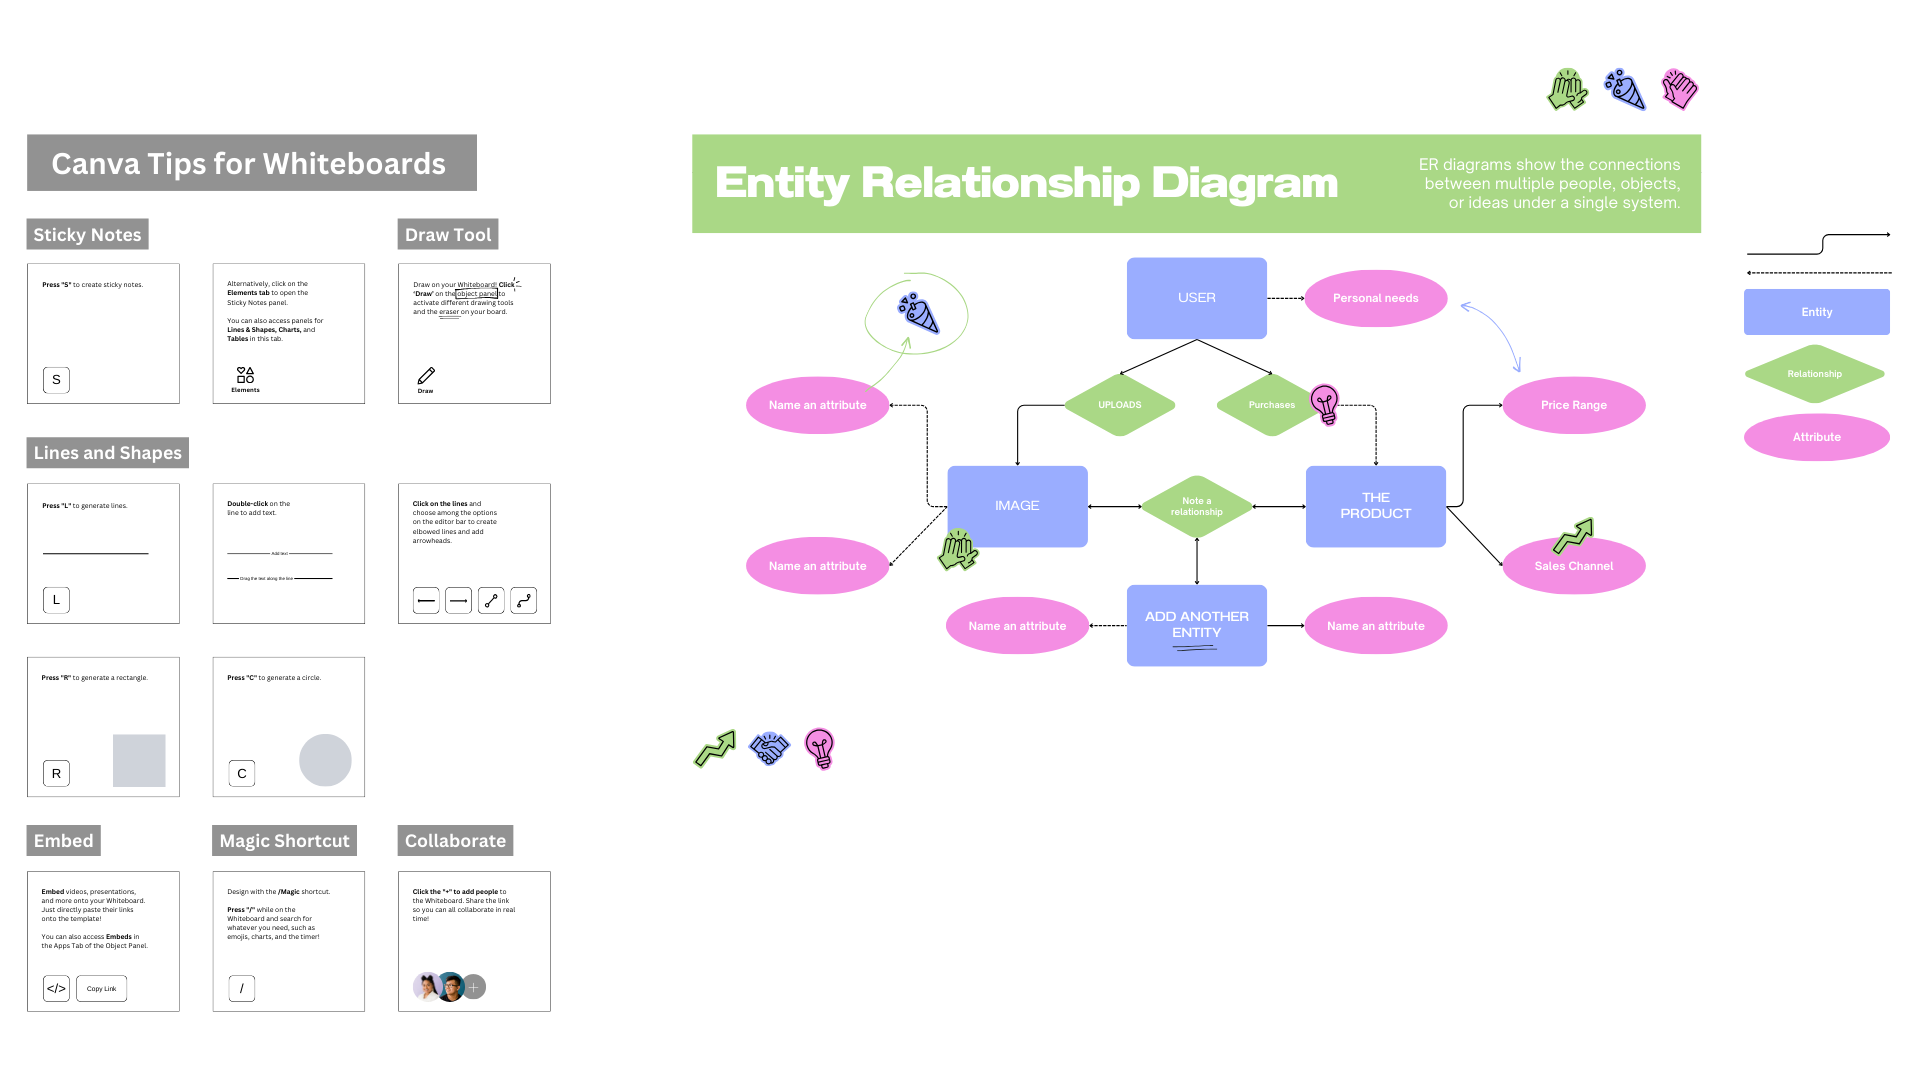 Canva Tips for Whiteboards
Sticky Notes
Draw Tool
Press "S" to create sticky notes.
S
Alternatively, click on the
Elements tab to open the
Sticky Notes panel.
You can also access panels for
Lines & Shapes, Charts, and
Tables in this tab.
Elements
Draw on your Whiteboard! Click
'Draw' on the object panel to
activate different drawing tools
and the eraser on your board.
Draw
Lines and Shapes
Press "L" to generate lines.
L
Double-click on the
line to add text.
Add text
Drag the text along the line
Click on the lines and
choose among the options
on the editor bar to create
elbowed lines and add
arrowheads.
Press "R" to generate a rectangle.
R
Press "C" to generate a circle.
C
Embed
Magic Shortcut
Collaborate
Embed videos, presentations,
and more onto your Whiteboard.
Just directly paste their links
onto the template!
You can also access Embeds in
the Apps Tab of the Object Panel.
</>
Copy Link
Design with the /Magic shortcut.
Press "/" while on the
Whiteboard and search for
whatever you need, such as
emojis, charts, and the timer!
/
Click the "+" to add people to
the Whiteboard. Share the link
so you can all collaborate in real
time!
+
Entity Relationship Diagram
ER diagrams show the connections
between multiple people, objects,
or ideas under a single system.
USER
Personal needs
Name an attribute
UPLOADS
Purchases
Price Range
IMAGE
Note a
relationship
THE
PRODUCT
Name an attribute
Sales Channel
Name an attribute
ADD ANOTHER
ENTITY
Name an attribute
Entity
Relationship
Attribute